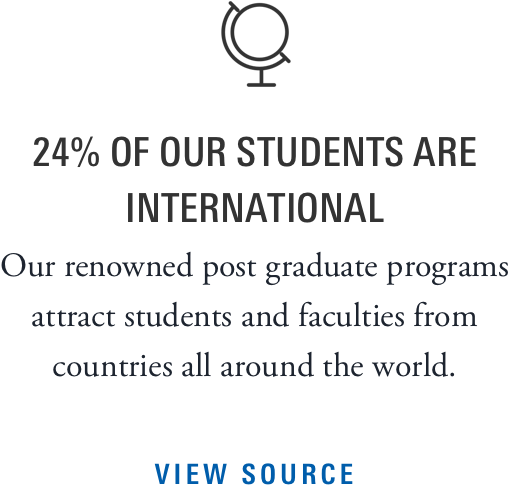 24% OF OUR STUDENTS ARE
INTERNATIONAL
Our renowned post graduate programs
attract students and faculties from
countries all around the world.
VIEW SOURCE